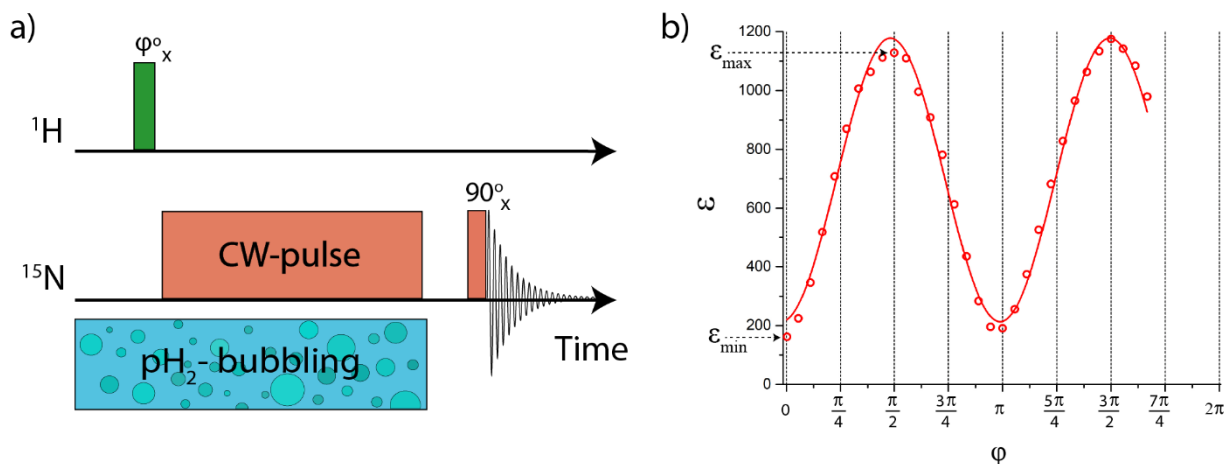 a)
φ°ₓ
¹H
90°ₓ
¹⁵N
CW-pulse
pH₂-bubbling
Time
b)
ε
1200
1000
800
600
400
200
0
εmax
εmin
0
π/4
π/2
3π/4
π
5π/4
3π/2
7π/4
2π
φ